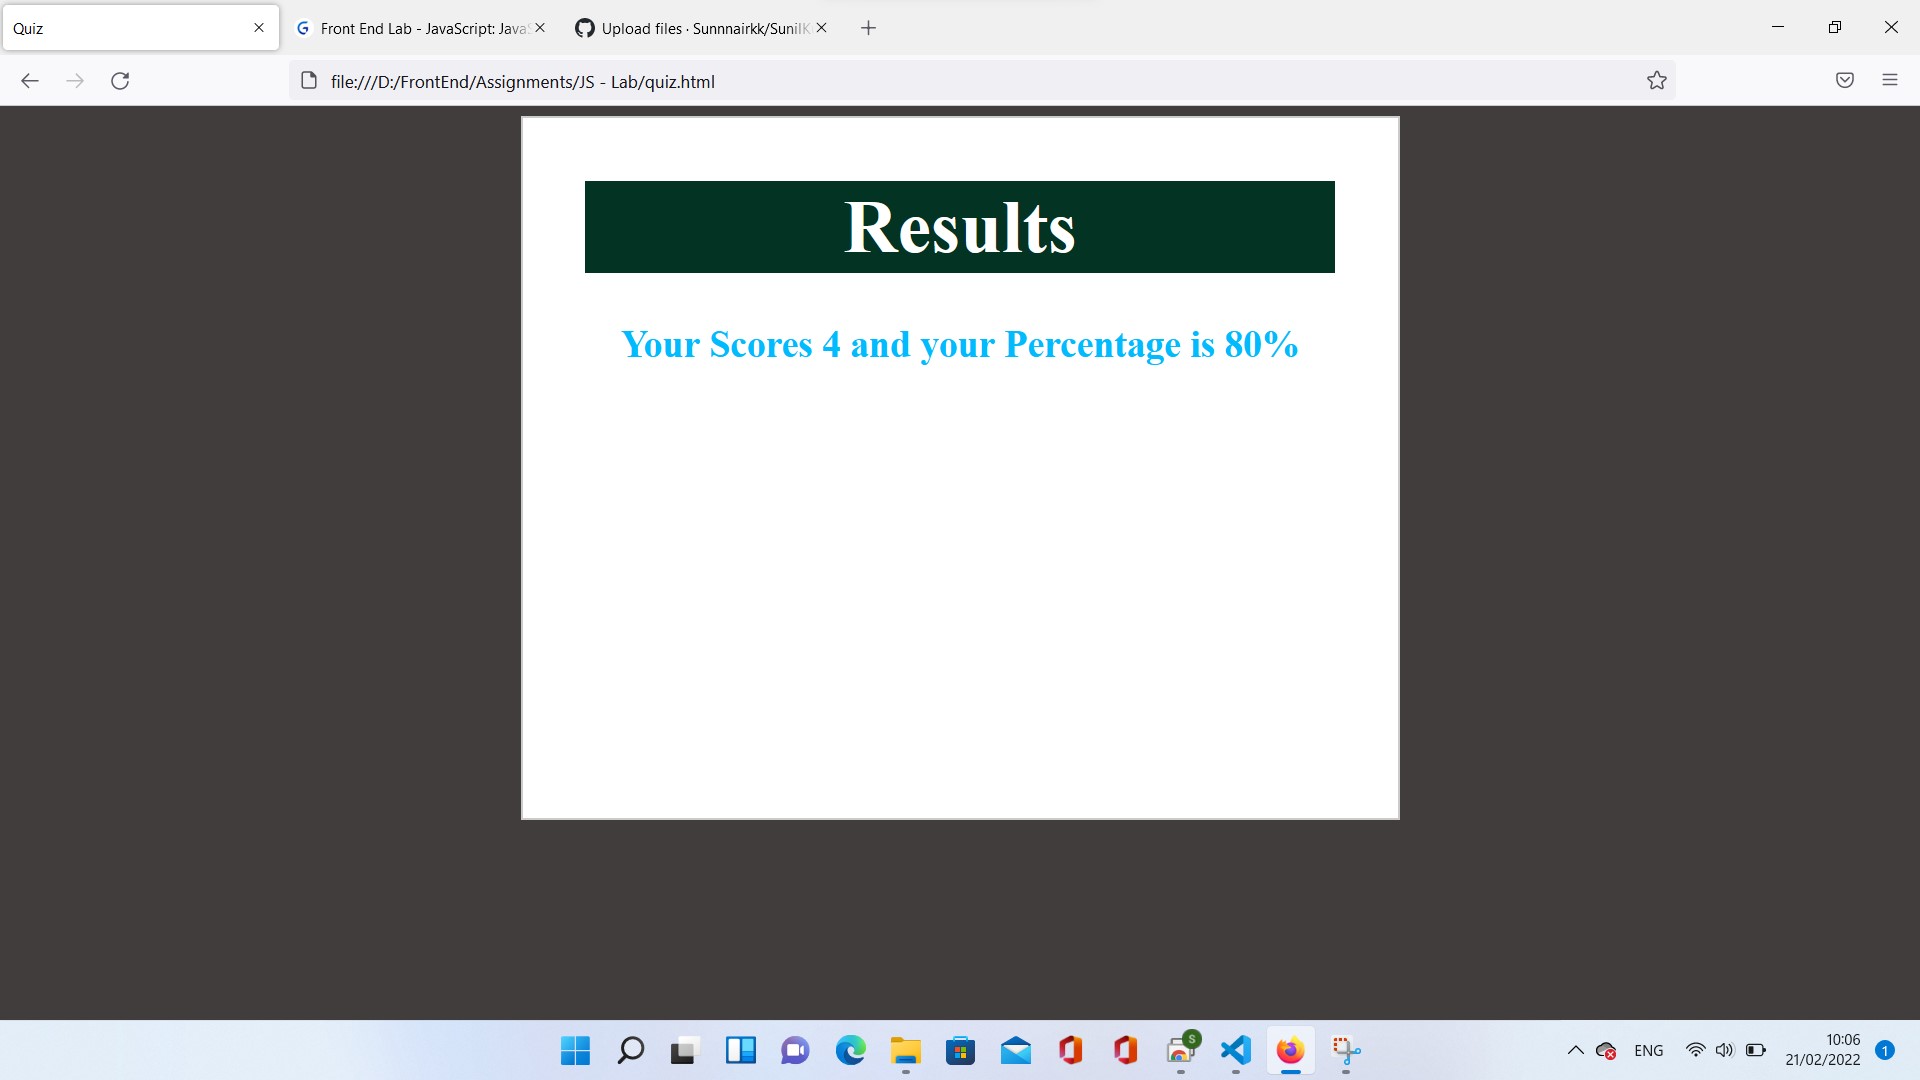 Quiz
Front End Lab - JavaScript: Java
Upload files · Sunnnairkk/SunilK
file:///D:/FrontEnd/Assignments/JS - Lab/quiz.html
Results
Your Scores 4 and your Percentage is 80%
S
ENG
10:06
21/02/2022
1